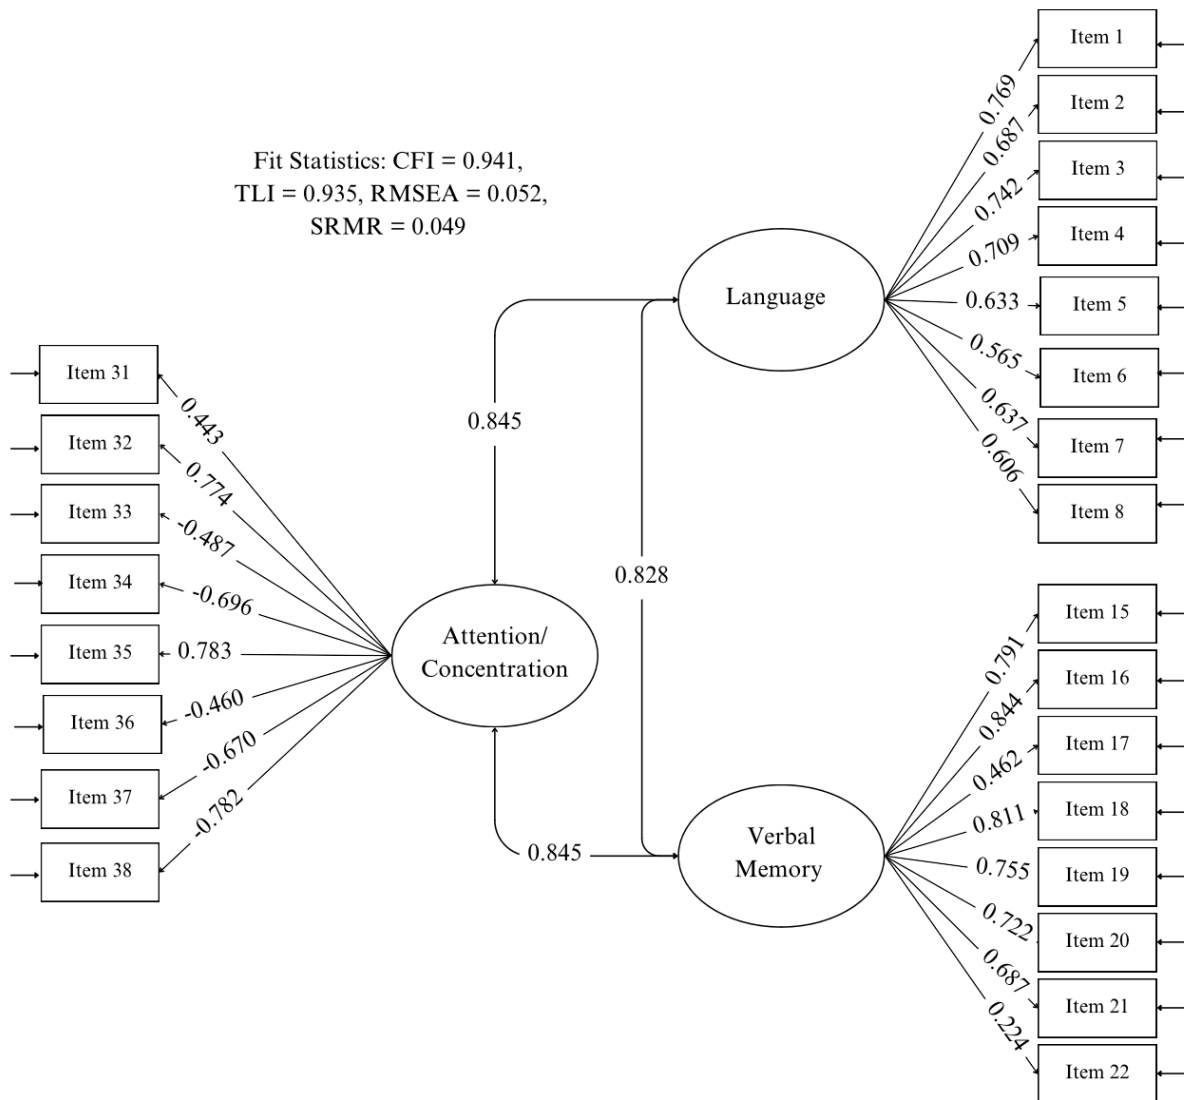 Fit Statistics: CFI = 0.941,
TLI = 0.935, RMSEA = 0.052,
SRMR = 0.049
Language
0.769
0.687
0.742
0.709
0.633
0.565
0.637
0.606
Item 1
Item 2
Item 3
Item 4
Item 5
Item 6
Item 7
Item 8
0.845
0.828
0.845
Item 31
Item 32
Item 33
Item 34
Item 35
Item 36
Item 37
Item 38
0.443
0.774
-0.487
-0.696
0.783
-0.460
-0.670
-0.782
Attention/
Concentration
Verbal
Memory
0.791
0.844
0.462
0.811
0.755
0.722
0.687
0.224
Item 15
Item 16
Item 17
Item 18
Item 19
Item 20
Item 21
Item 22